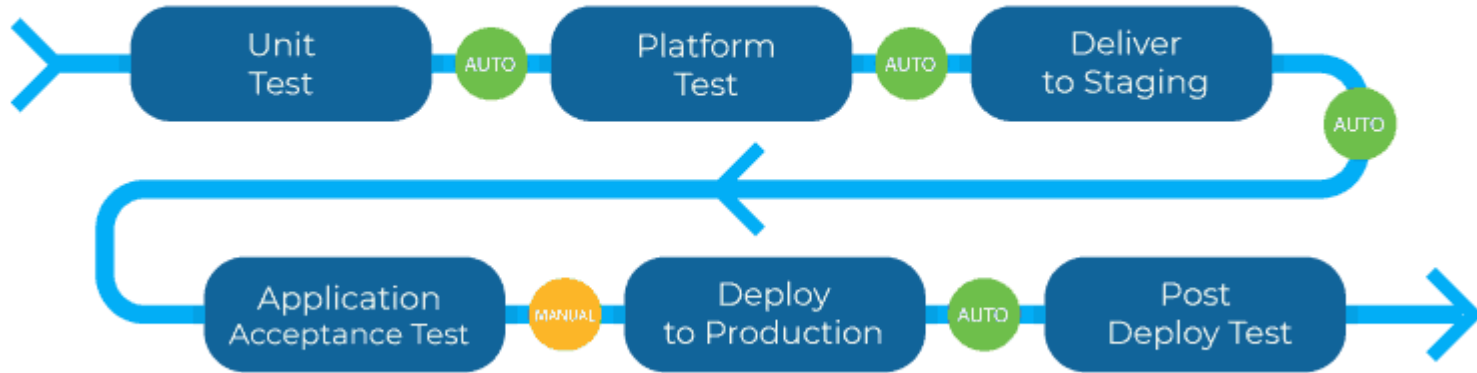 Unit
Test
AUTO
Platform
Test
AUTO
Deliver
to Staging
AUTO
Application
Acceptance Test
MANUAL
Deploy
to Production
AUTO
Post
Deploy Test